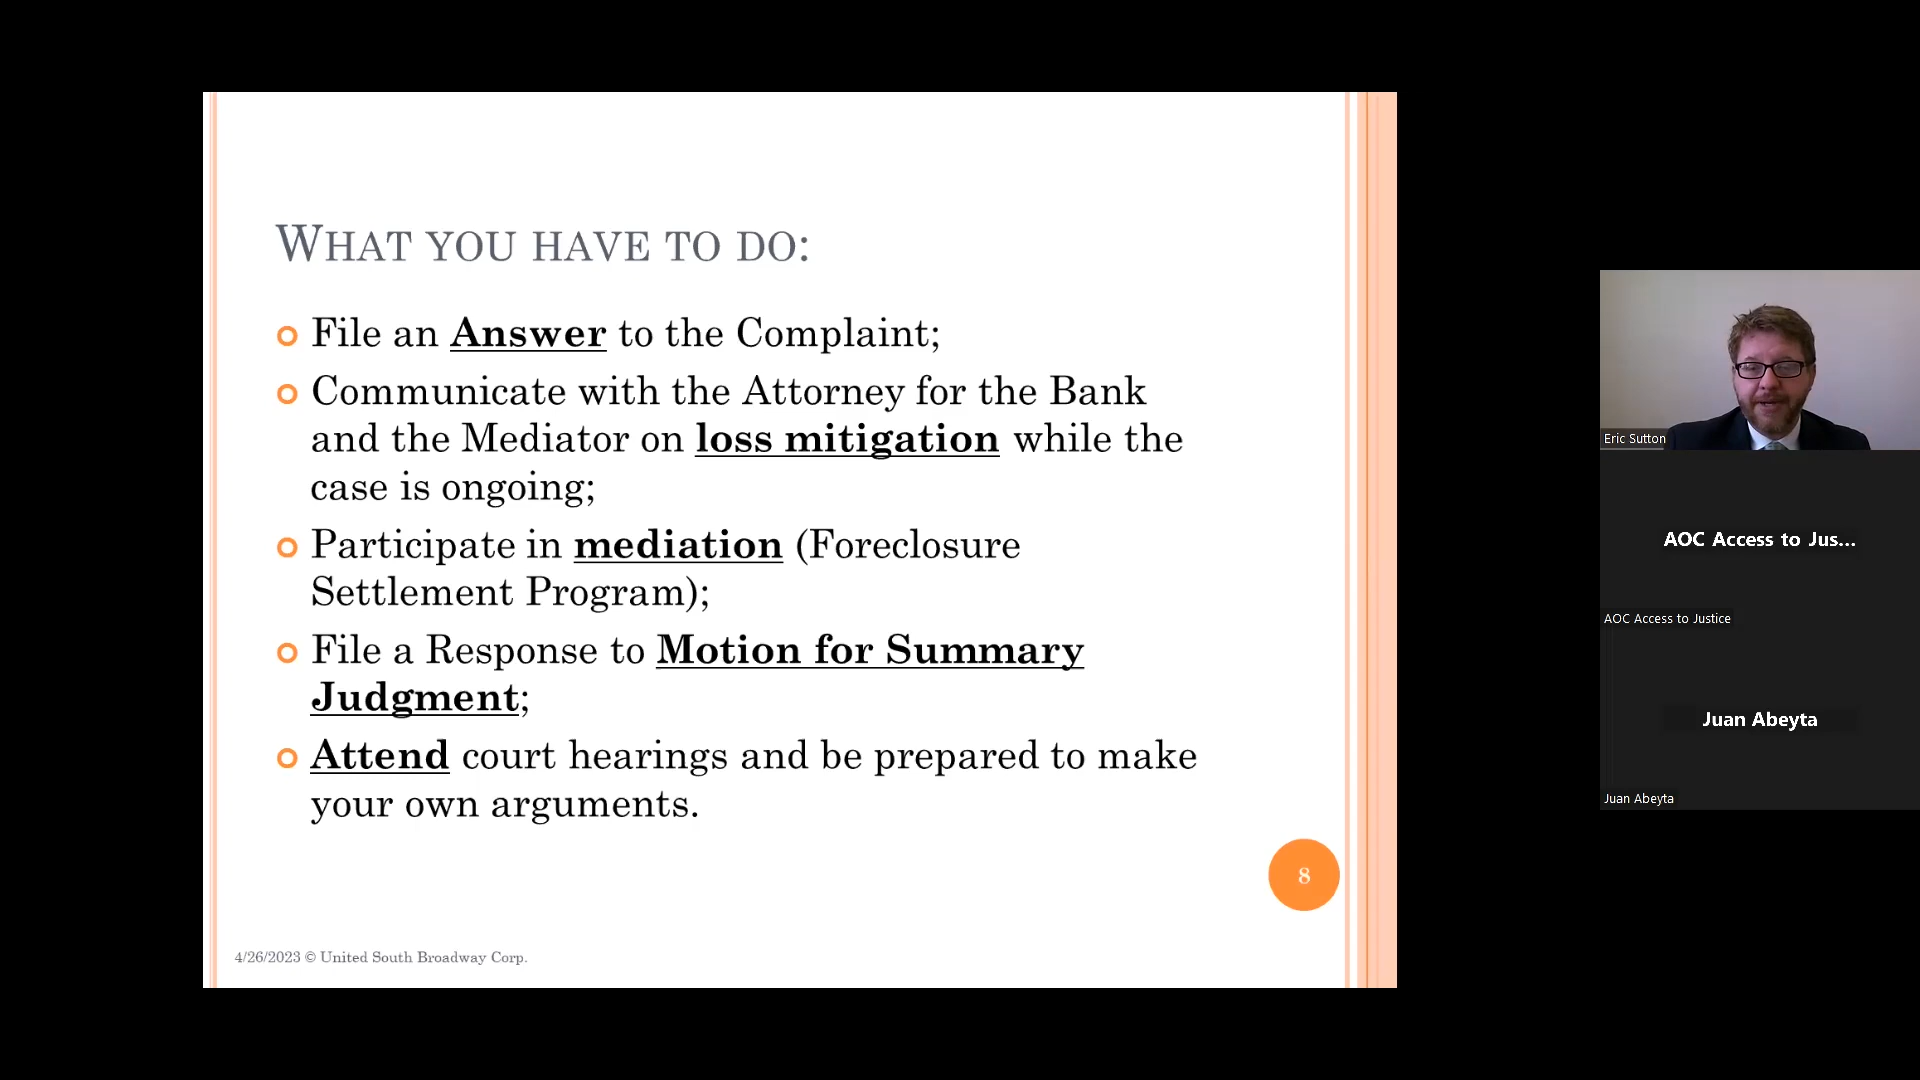 WHAT YOU HAVE TO DO:
File an Answer to the Complaint;
Communicate with the Attorney for the Bank
and the Mediator on loss mitigation while the
case is ongoing;
Participate in mediation (Foreclosure
Settlement Program);
File a Response to Motion for Summary
Judgment;
Attend court hearings and be prepared to make
your own arguments.
8
4/26/2023 © United South Broadway Corp.
Eric Sutton
AOC Access to Jus...
AOC Access to Justice
Juan Abeyta
Juan Abeyta